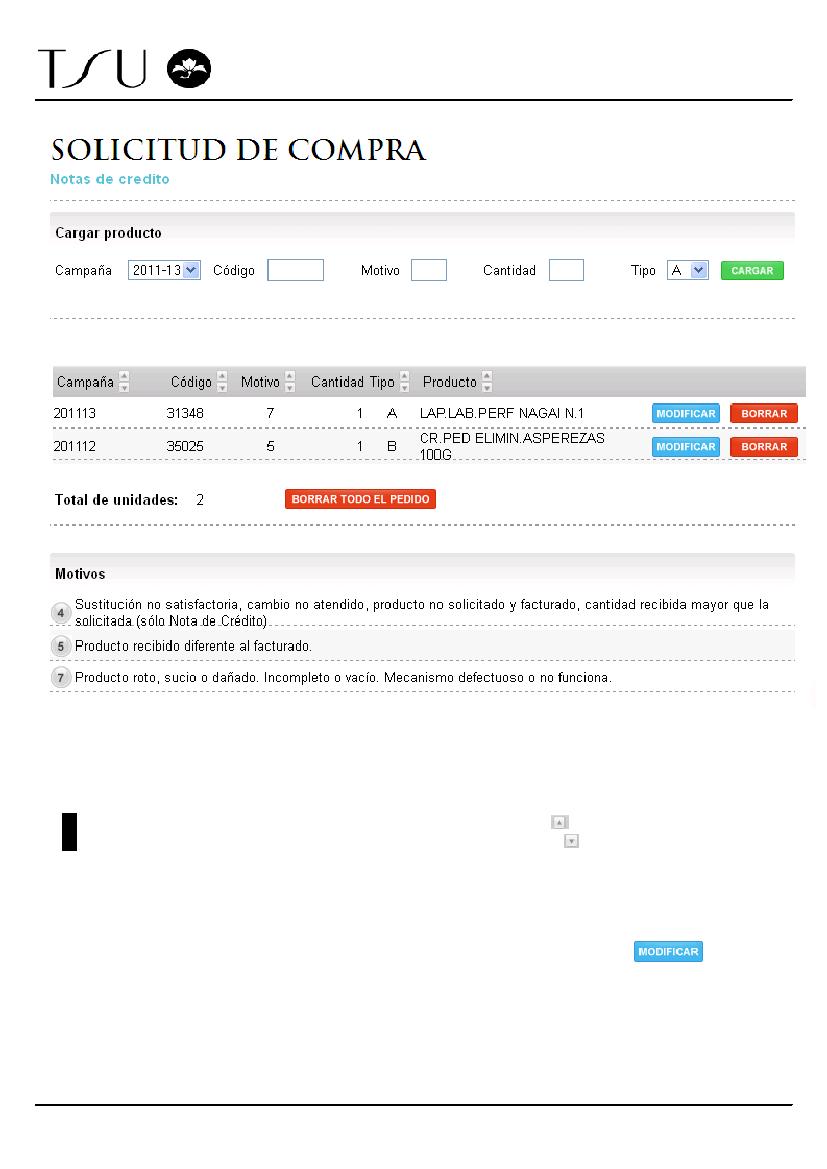 TSU
SOLICITUD DE COMPRA
Notas de credito
Cargar producto
Campaña 2011-13 Código Motivo Cantidad Tipo A CARGAR
Campaña Código Motivo Cantidad Tipo Producto
201113 31348 7 1 A LAP.LAB.PERF NAGAI N.1 MODIFICAR BORRAR
201112 35025 5 1 B CR.PED ELIMIN.ASPEREZAS MODIFICAR BORRAR
100G
Total de unidades: 2 BORRAR TODO EL PEDIDO
Motivos
4 Sustitución no satisfactoria, cambio no atendido, producto no solicitado y facturado, cantidad recibida mayor que la
solicitada (sólo Nota de Crédito)
5 Producto recibido diferente al facturado.
7 Producto roto, sucio o dañado. Incompleto o vacío. Mecanismo defectuoso o no funciona.
MODIFICAR